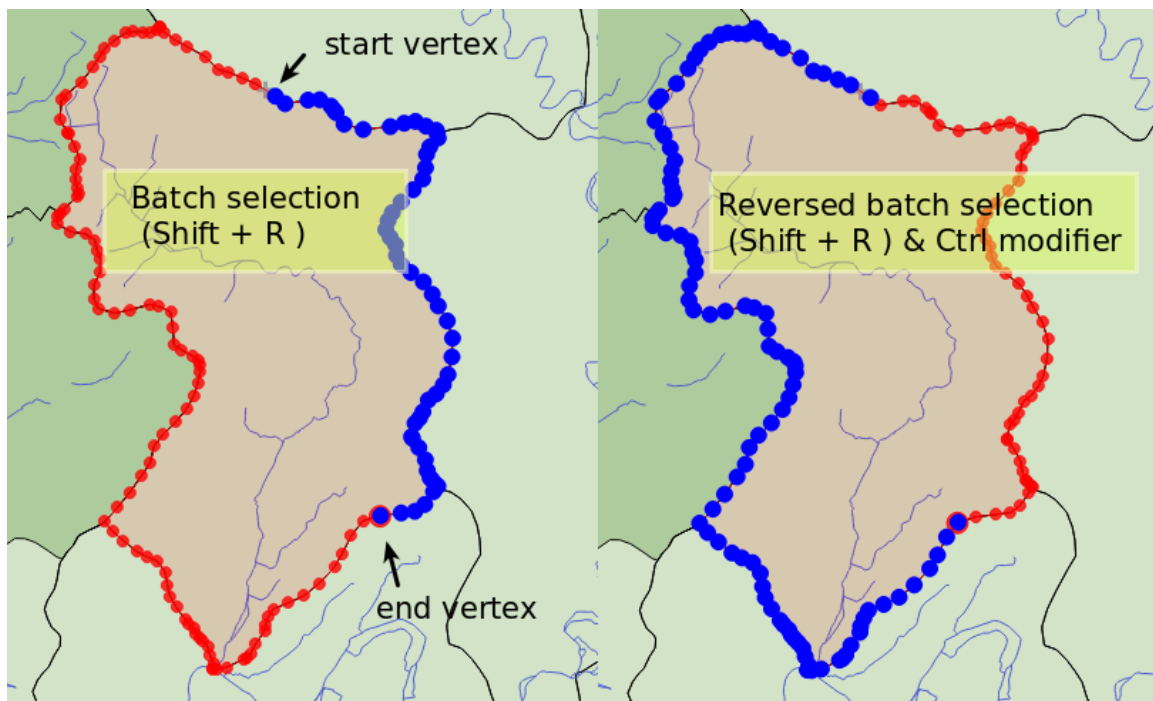 start vertex
Batch selection
(Shift + R )
end vertex
Reversed batch selection
(Shift + R ) & Ctrl modifier